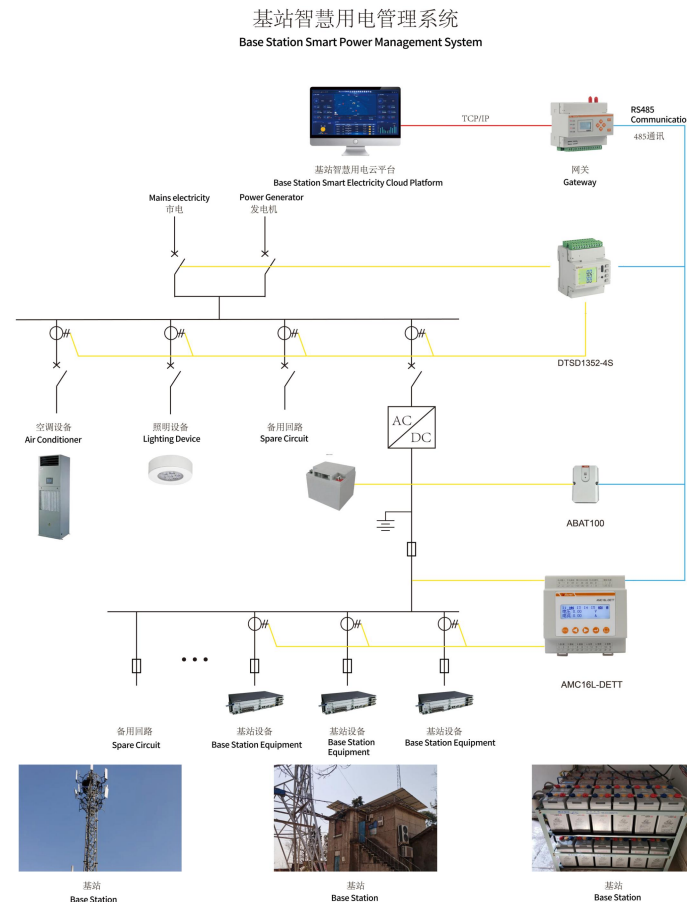 基站智慧用电管理系统
Base Station Smart Power Management System
TCP/IP
RS485
Communicatio
485通讯
基站智慧用电云平台
Base Station Smart Electricity Cloud Platform
网关
Gateway
Mains electricity
市电
Power Generator
发电机
DTSD1352-4S
空调设备
Air Conditioner
照明设备
Lighting Device
备用回路
Spare Circuit
...
AC
DC
ABAT100
AMC16L-DETT
AMC16L-DETT
备用回路
Spare Circuit
基站设备
Base Station Equipment
基站设备
Base Station
Equipment
基站设备
Base Station Equipment
基站
Base Station
基站
Base Station
基站
Base Station